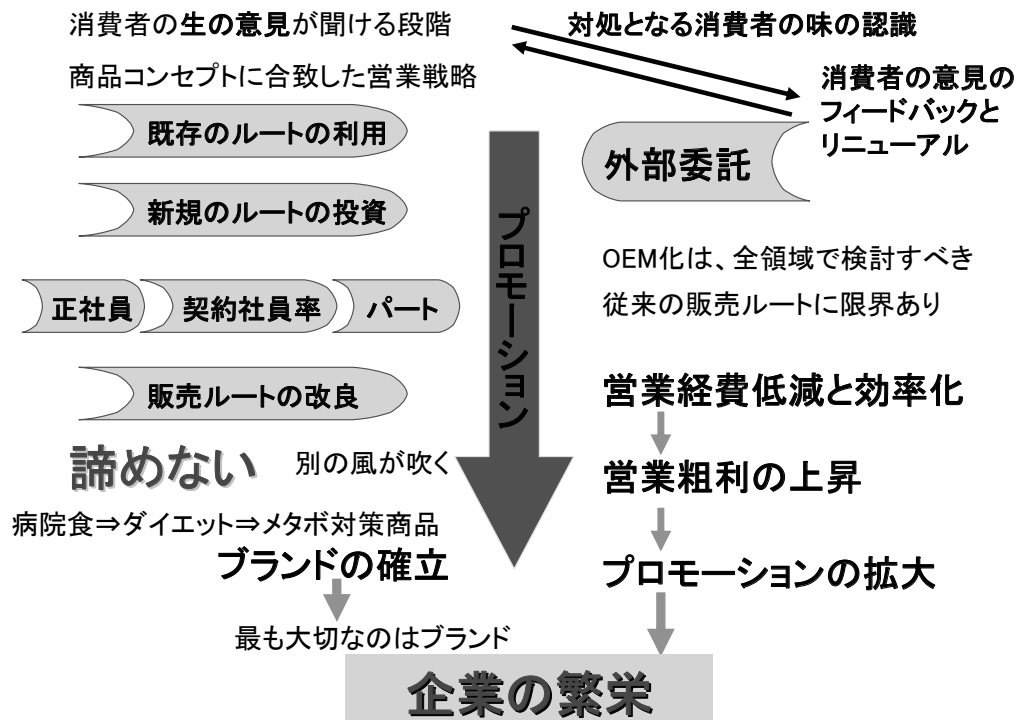 消費者の生の意見が聞ける段階
対処となる消費者の味の認識
商品コンセプトに合致した営業戦略
消費者の意見の
フィードバックと
リニューアル
既存のルートの利用
新規のルートの投資
正社員
契約社員率
パート
販売ルートの改良
諦めない
別の風が吹く
病院食⇒ダイエット⇒メタボ対策商品
ブランドの確立
最も大切なのはブランド
プロモーション
外部委託
OEM化は、全領域で検討すべき
従来の販売ルートに限界あり
営業経費低減と効率化
営業粗利の上昇
プロモーションの拡大
企業の繁栄